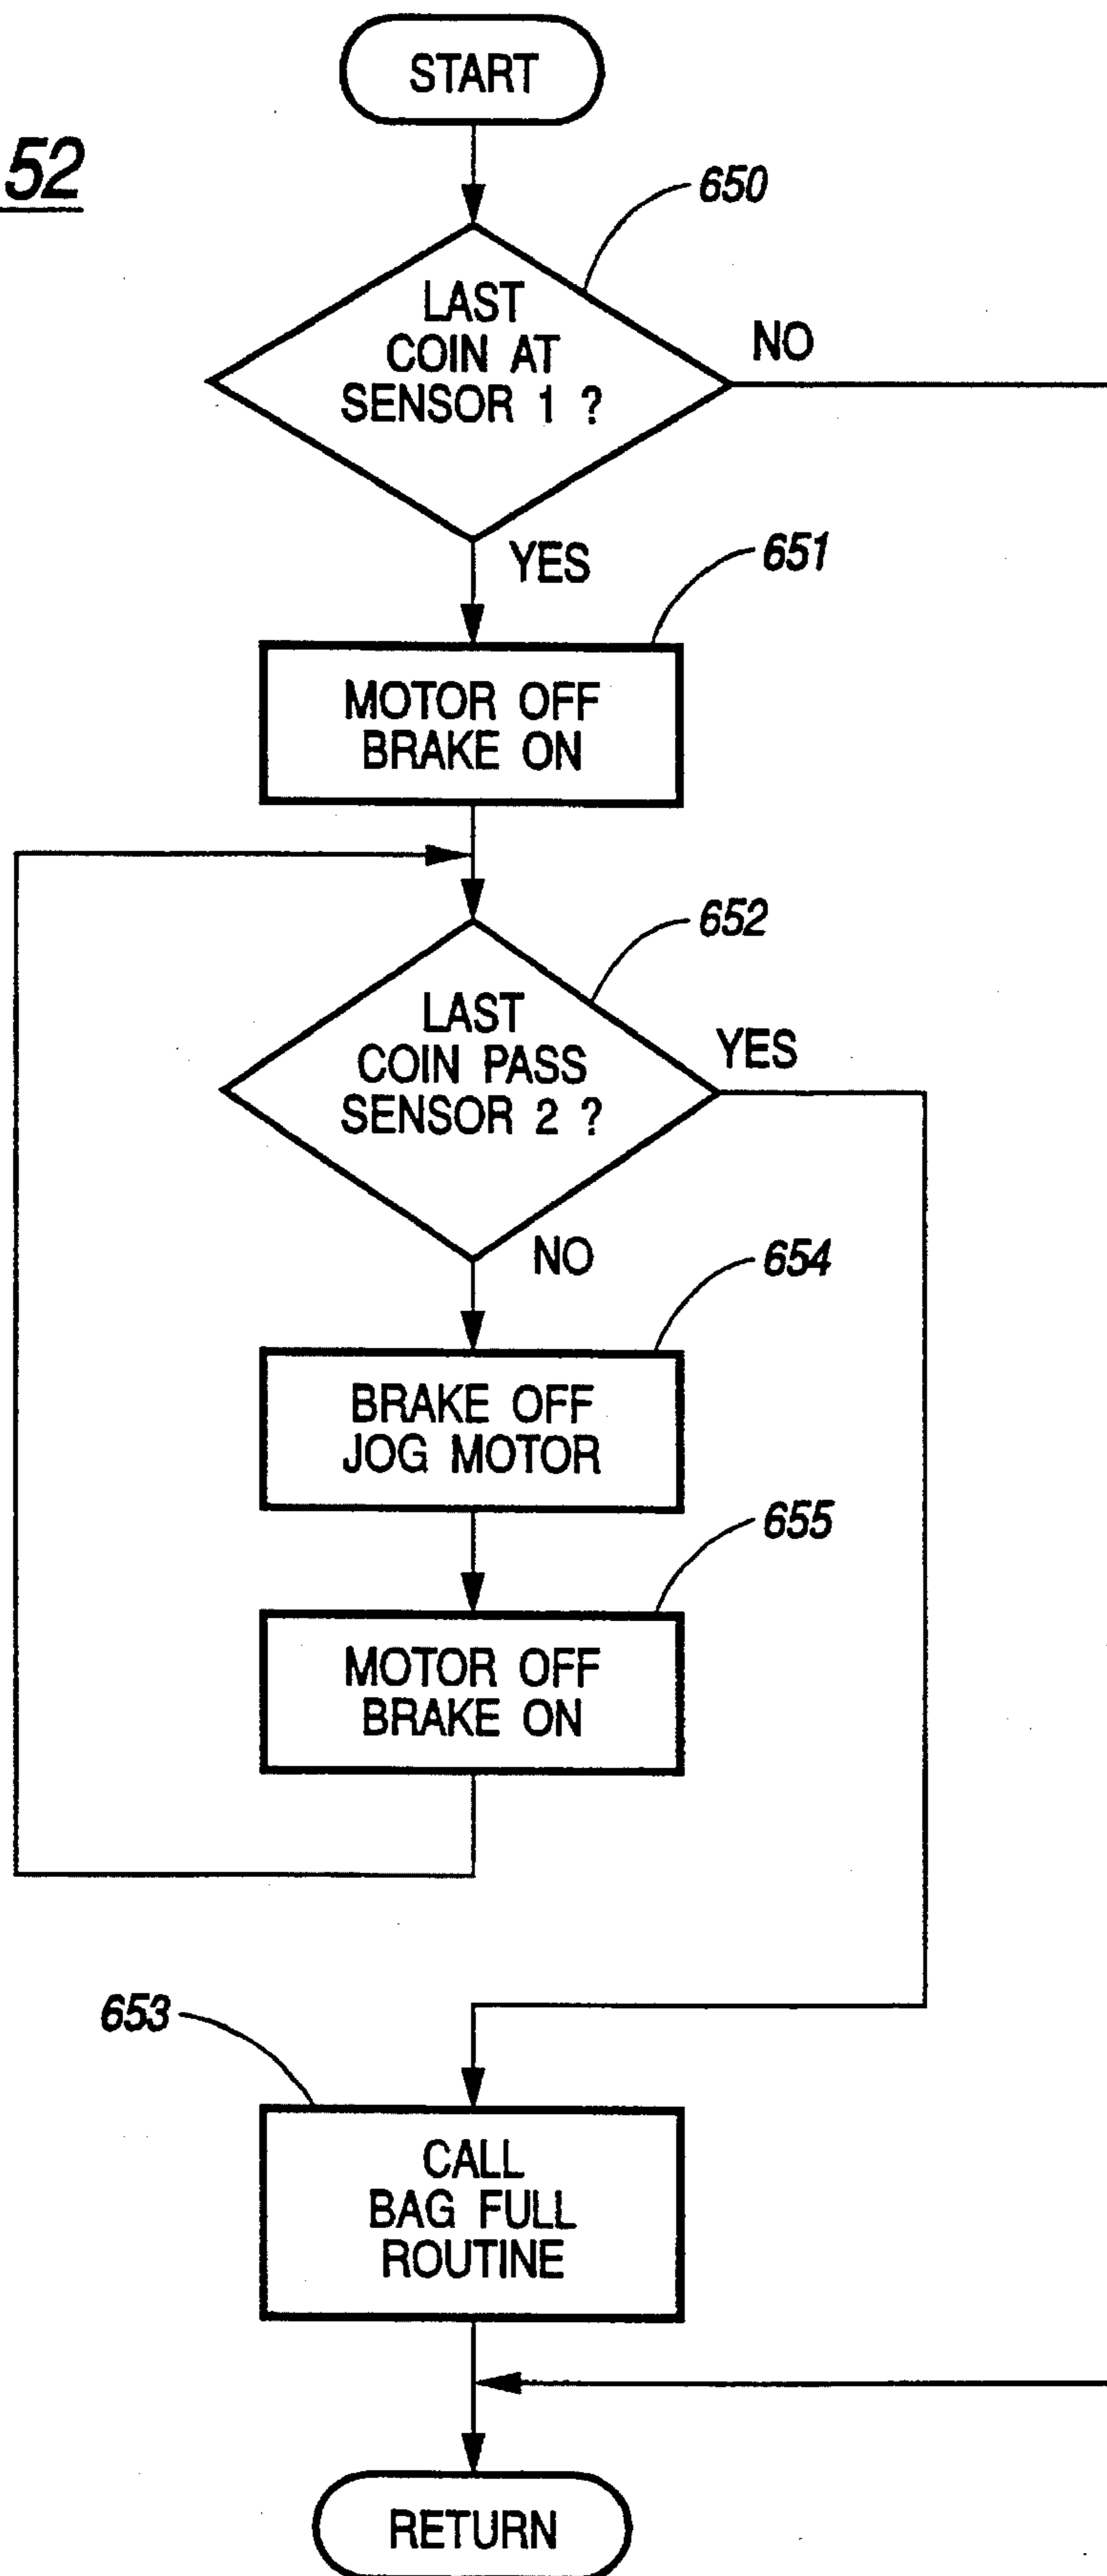 START
52
650
LAST
COIN AT
SENSOR 1 ?
NO
YES
651
MOTOR OFF
BRAKE ON
652
LAST
COIN PASS
SENSOR 2 ?
YES
NO
654
BRAKE OFF
JOG MOTOR
655
MOTOR OFF
BRAKE ON
653
CALL
BAG FULL
ROUTINE
RETURN